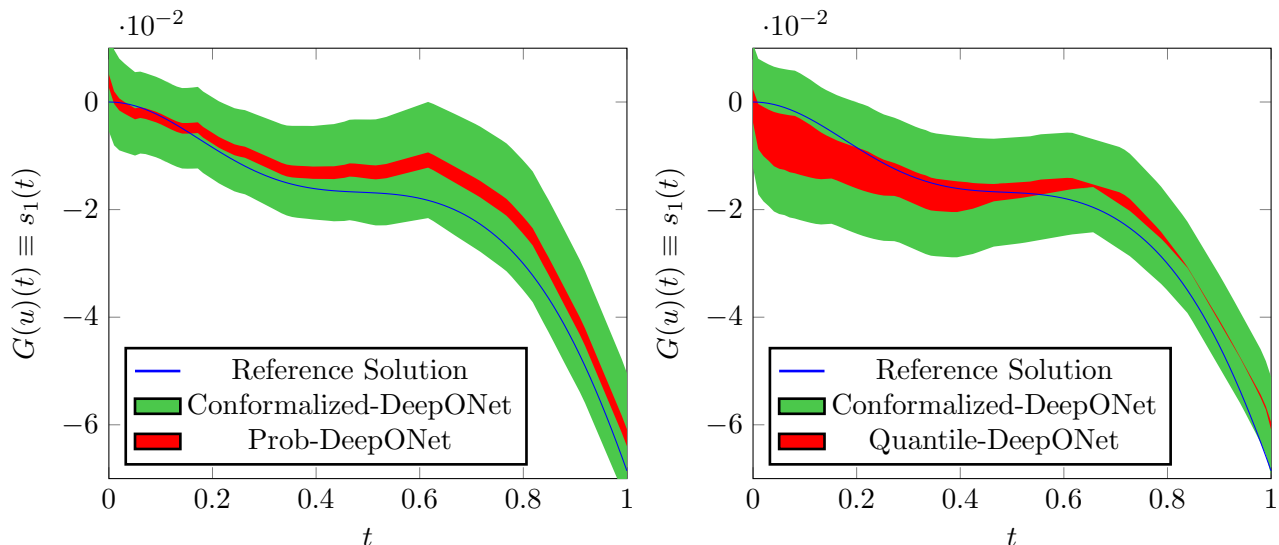 ·10⁻²
0
−2
−4
−6
G(u)(t) ≡ s₁(t)
Reference Solution
Conformalized-DeepONet
Prob-DeepONet
0 0.2 0.4 0.6 0.8 1
t
·10⁻²
0
−2
−4
−6
G(u)(t) ≡ s₁(t)
Reference Solution
Conformalized-DeepONet
Quantile-DeepONet
0 0.2 0.4 0.6 0.8 1
t